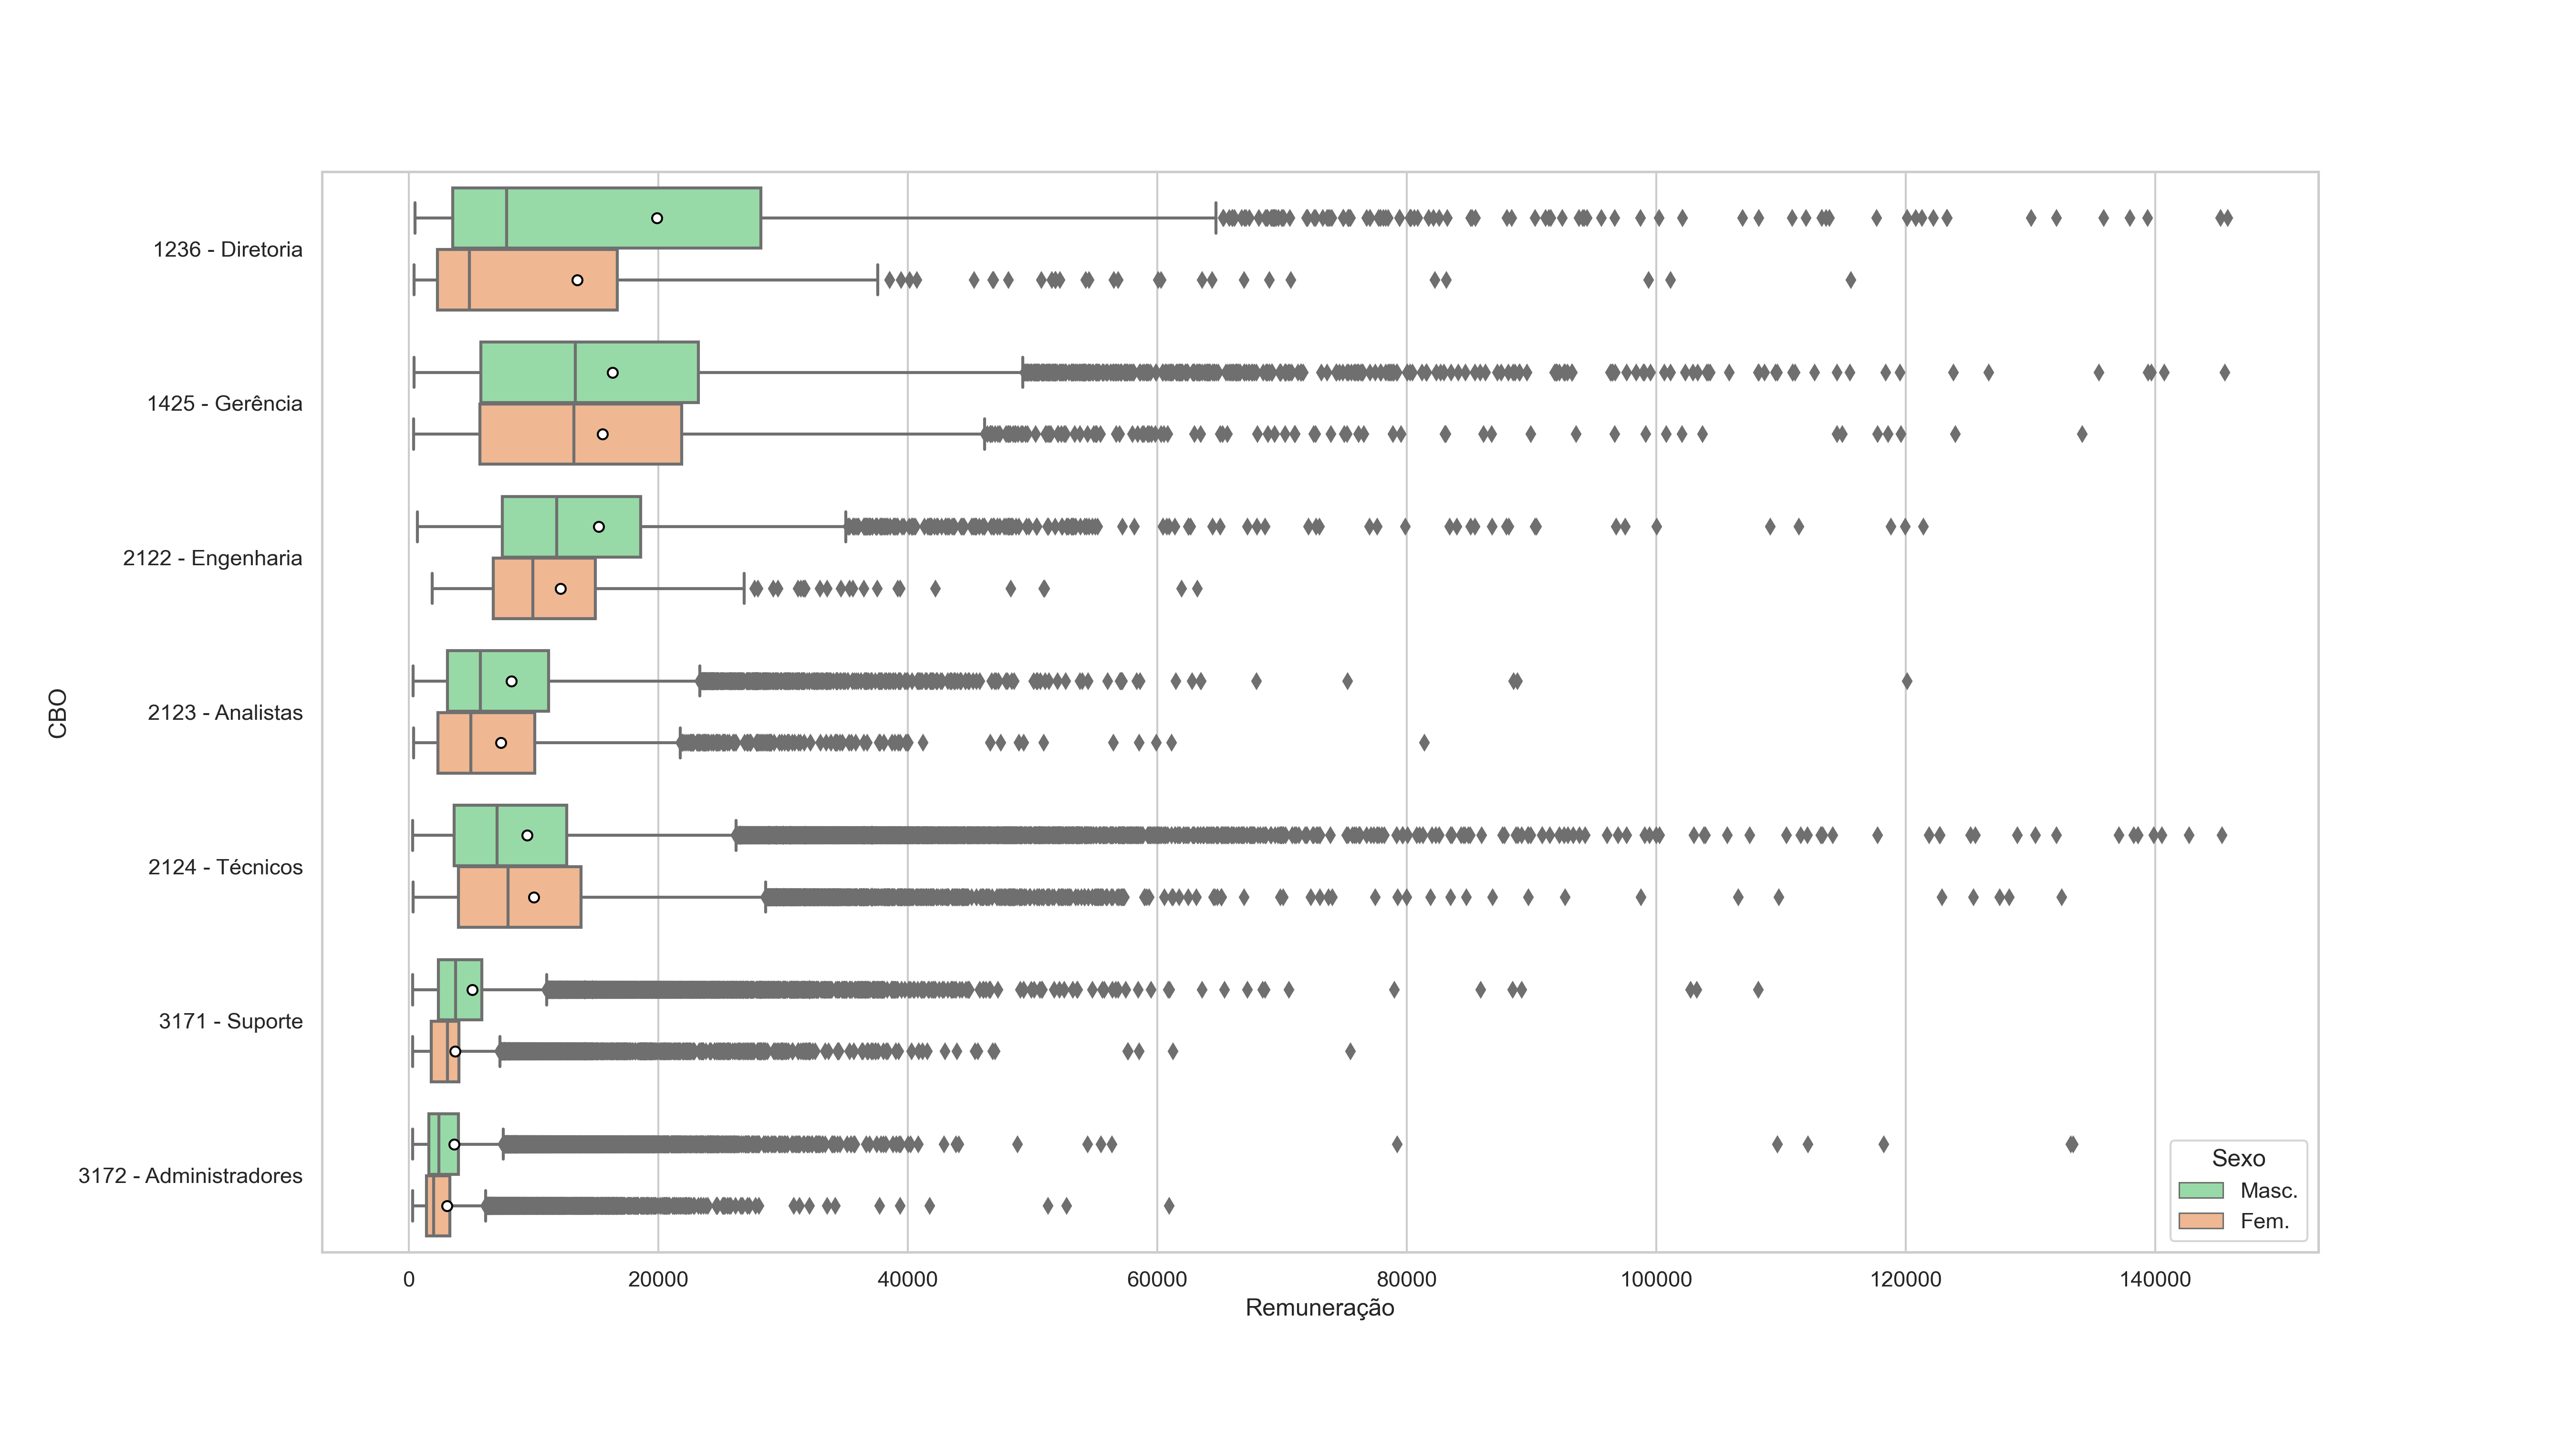 1236 - Diretoria
1425 - Gerência
2122 - Engenharia
2123 - Analistas
2124 - Técnicos
3171 - Suporte
3172 - Administradores
CBO
0 20000 40000 60000 80000 100000 120000 140000
Remuneração
Sexo
Masc.
Fem.